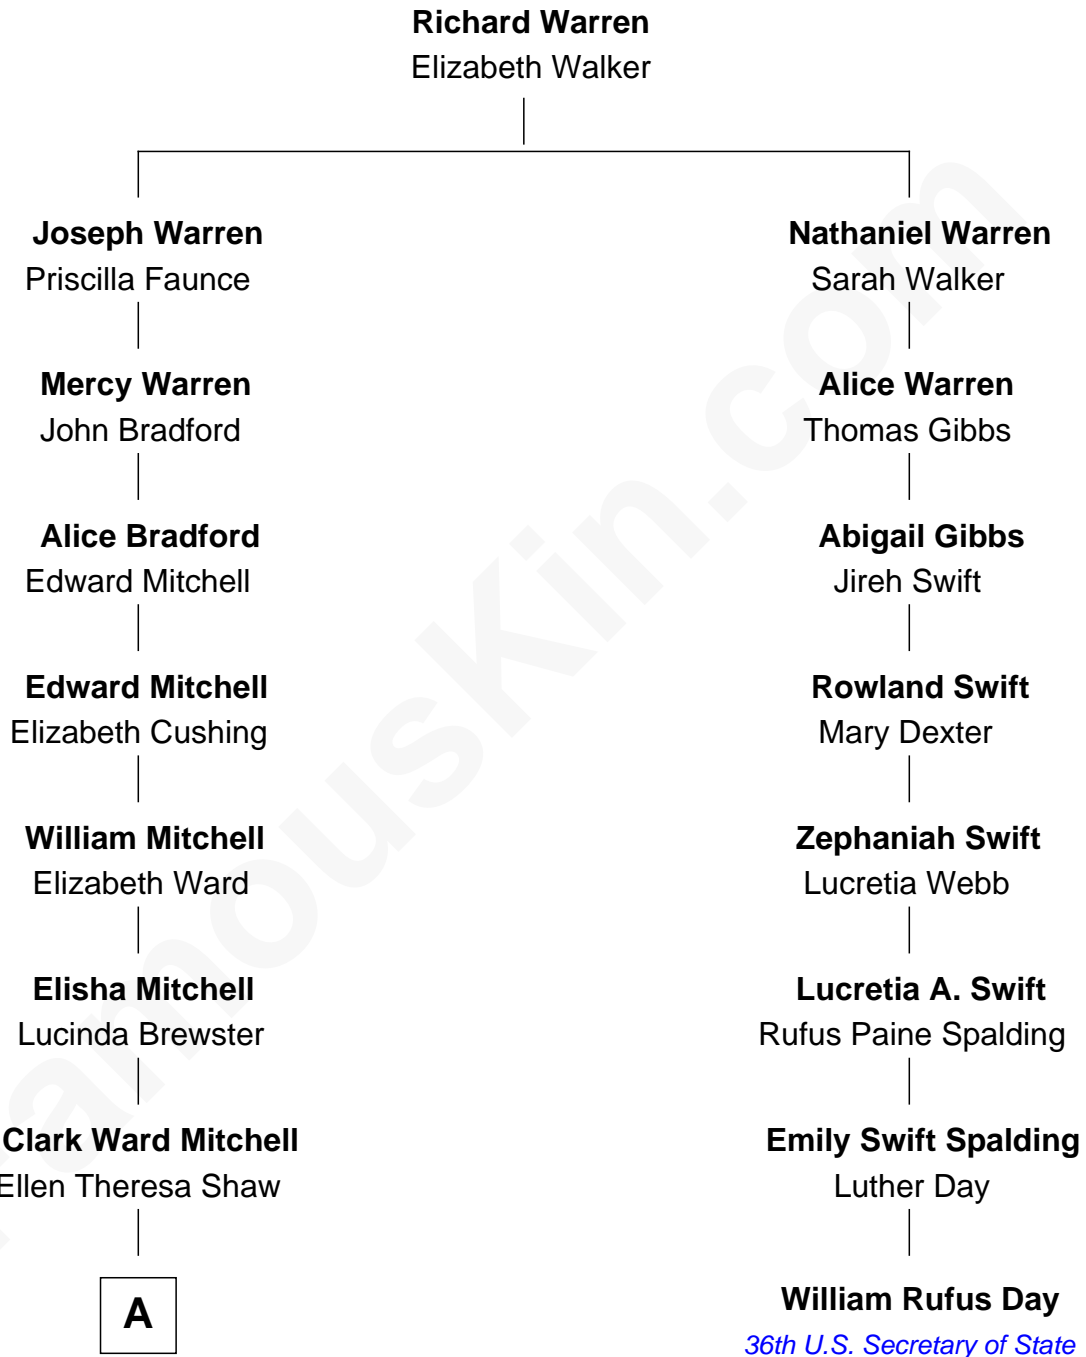 Richard Warren
Elizabeth Walker
Joseph Warren
Priscilla Faunce
Nathaniel Warren
Sarah Walker
Mercy Warren
John Bradford
Alice Warren
Thomas Gibbs
Alice Bradford
Edward Mitchell
Abigail Gibbs
Jireh Swift
Edward Mitchell
Elizabeth Cushing
Rowland Swift
Mary Dexter
William Mitchell
Elizabeth Ward
Zephaniah Swift
Lucretia Webb
Elisha Mitchell
Lucinda Brewster
Lucretia A. Swift
Rufus Paine Spalding
Clark Ward Mitchell
Ellen Theresa Shaw
Emily Swift Spalding
Luther Day
A
William Rufus Day
36th U.S. Secretary of State
FamousKin.com